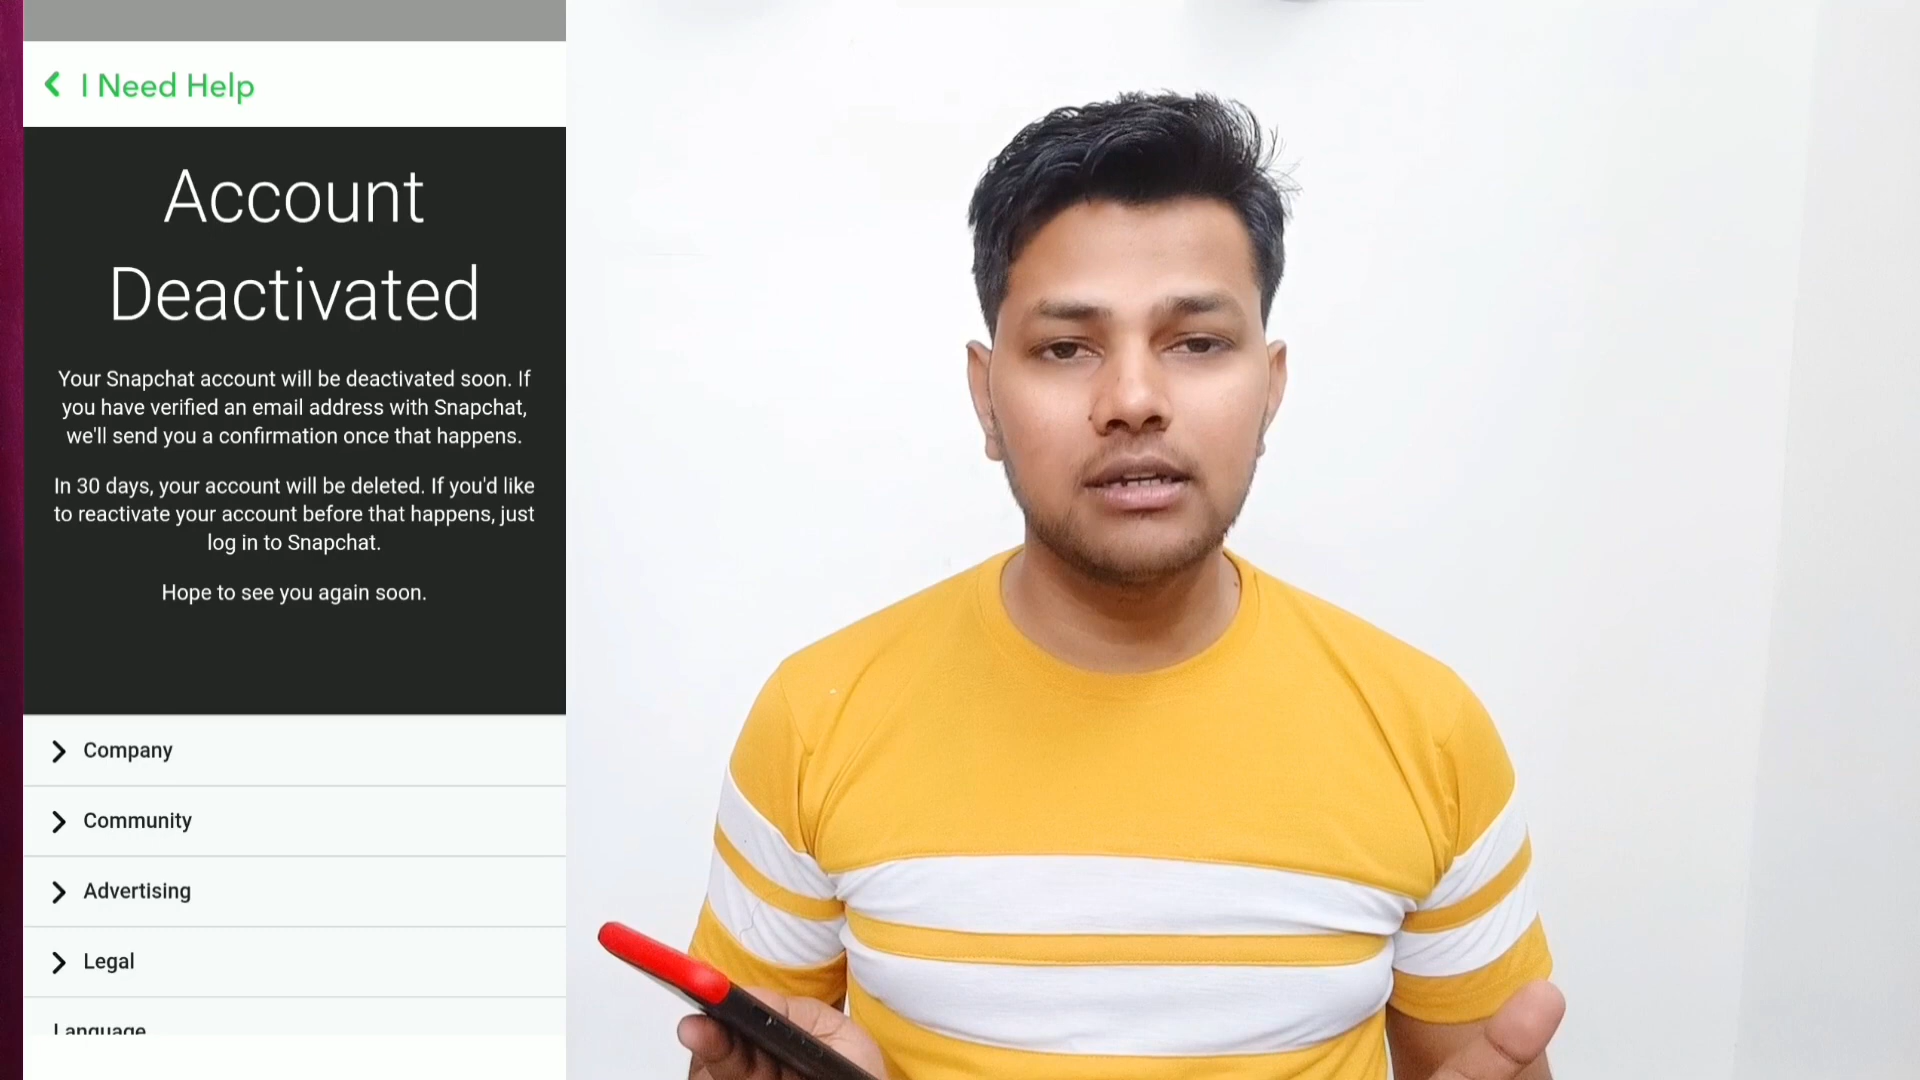 I Need Help
Account
Deactivated
Your Snapchat account will be deactivated soon. If
you have verified an email address with Snapchat,
we'll send you a confirmation once that happens.
In 30 days, your account will be deleted. If you'd like
to reactivate your account before that happens, just
log in to Snapchat.
Hope to see you again soon.
Company
Community
Advertising
Legal
Language